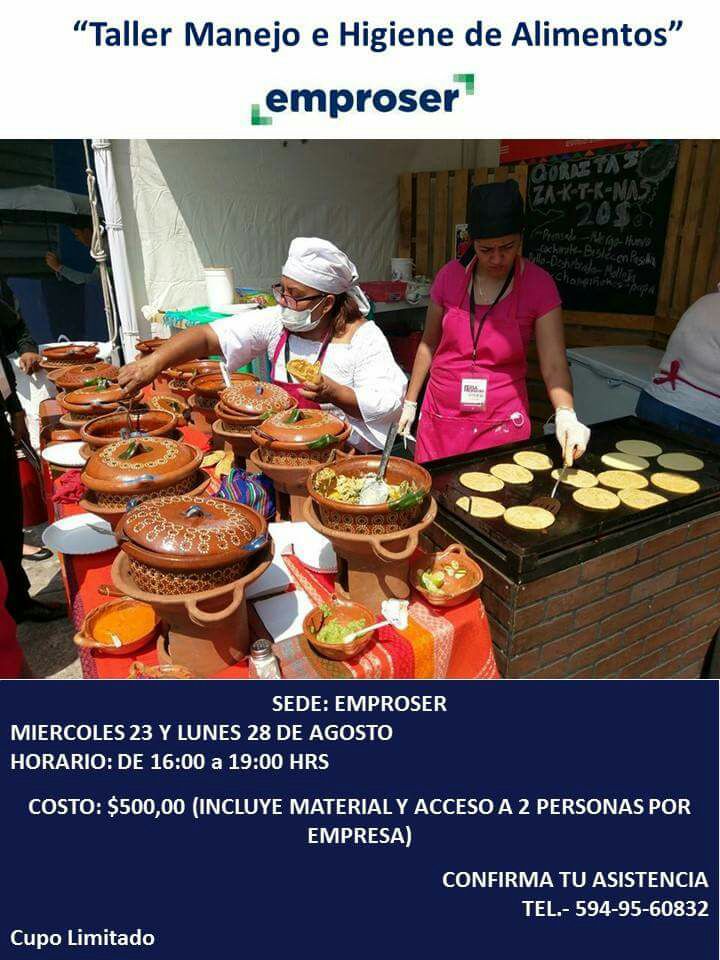 “Taller Manejo e Higiene de Alimentos”
emproser
ZA-K-T-K-NAS
20$
SEDE: EMPROSER
MIERCOLES 23 Y LUNES 28 DE AGOSTO
HORARIO: DE 16:00 a 19:00 HRS
COSTO: $500,00 (INCLUYE MATERIAL Y ACCESO A 2 PERSONAS POR
EMPRESA)
CONFIRMA TU ASISTENCIA
TEL.- 594-95-60832
Cupo Limitado